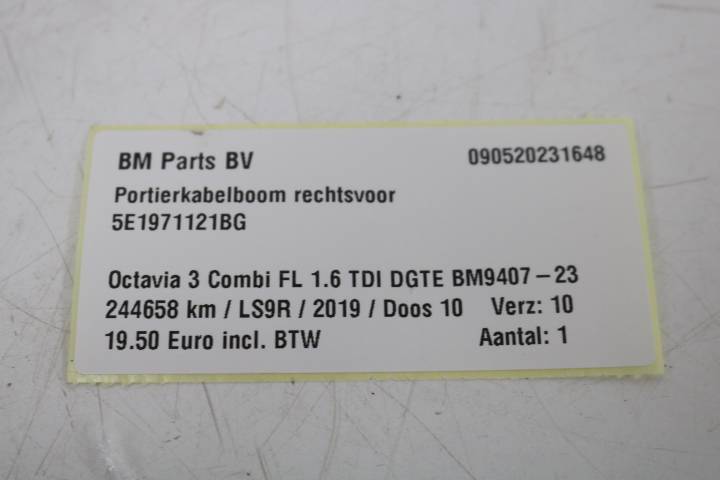 BM Parts BV 090520231648
Portierkabelboom rechtsvoor
5E1971121BG
Octavia 3 Combi FL 1.6 TDI DGTE BM9407-23
244658 km / LS9R / 2019 / Doos 10 Verz: 10
19.50 Euro incl. BTW Aantal: 1